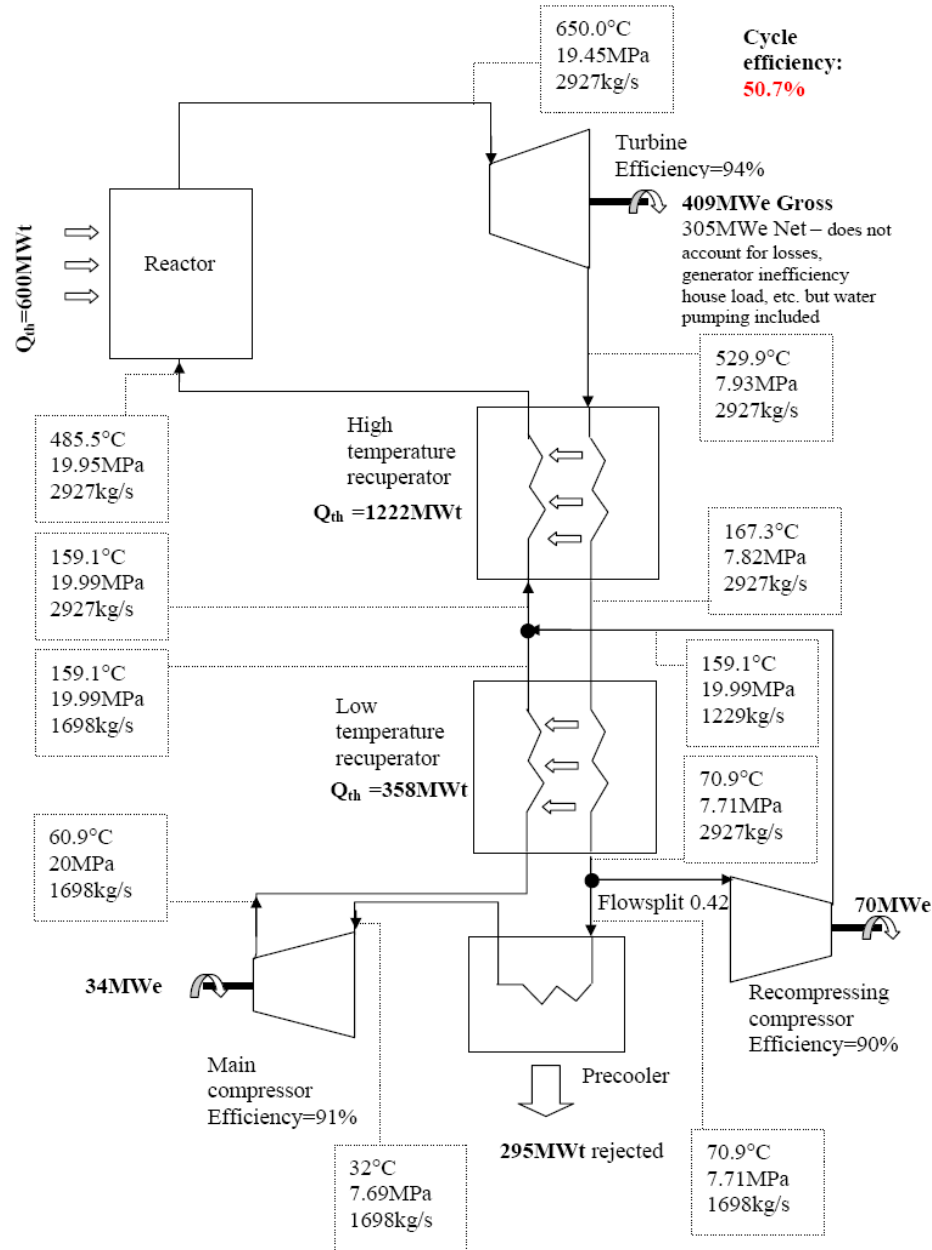 650.0°C
19.45MPa
2927kg/s
Cycle
efficiency:
50.7%
Turbine
Efficiency=94%
409MWe Gross
305MWe Net – does not
account for losses,
generator inefficiency
house load, etc. but water
pumping included
Reactor
Qth=600MWt
529.9°C
7.93MPa
2927kg/s
485.5°C
19.95MPa
2927kg/s
High
temperature
recuperator
Qth =1222MWt
167.3°C
7.82MPa
2927kg/s
159.1°C
19.99MPa
2927kg/s
159.1°C
19.99MPa
1698kg/s
159.1°C
19.99MPa
1229kg/s
Low
temperature
recuperator
Qth =358MWt
70.9°C
7.71MPa
2927kg/s
60.9°C
20MPa
1698kg/s
Flowsplit 0.42
70MWe
34MWe
Recompressing
compressor
Efficiency=90%
Main
compressor
Efficiency=91%
Precooler
295MWt rejected
32°C
7.69MPa
1698kg/s
70.9°C
7.71MPa
1698kg/s